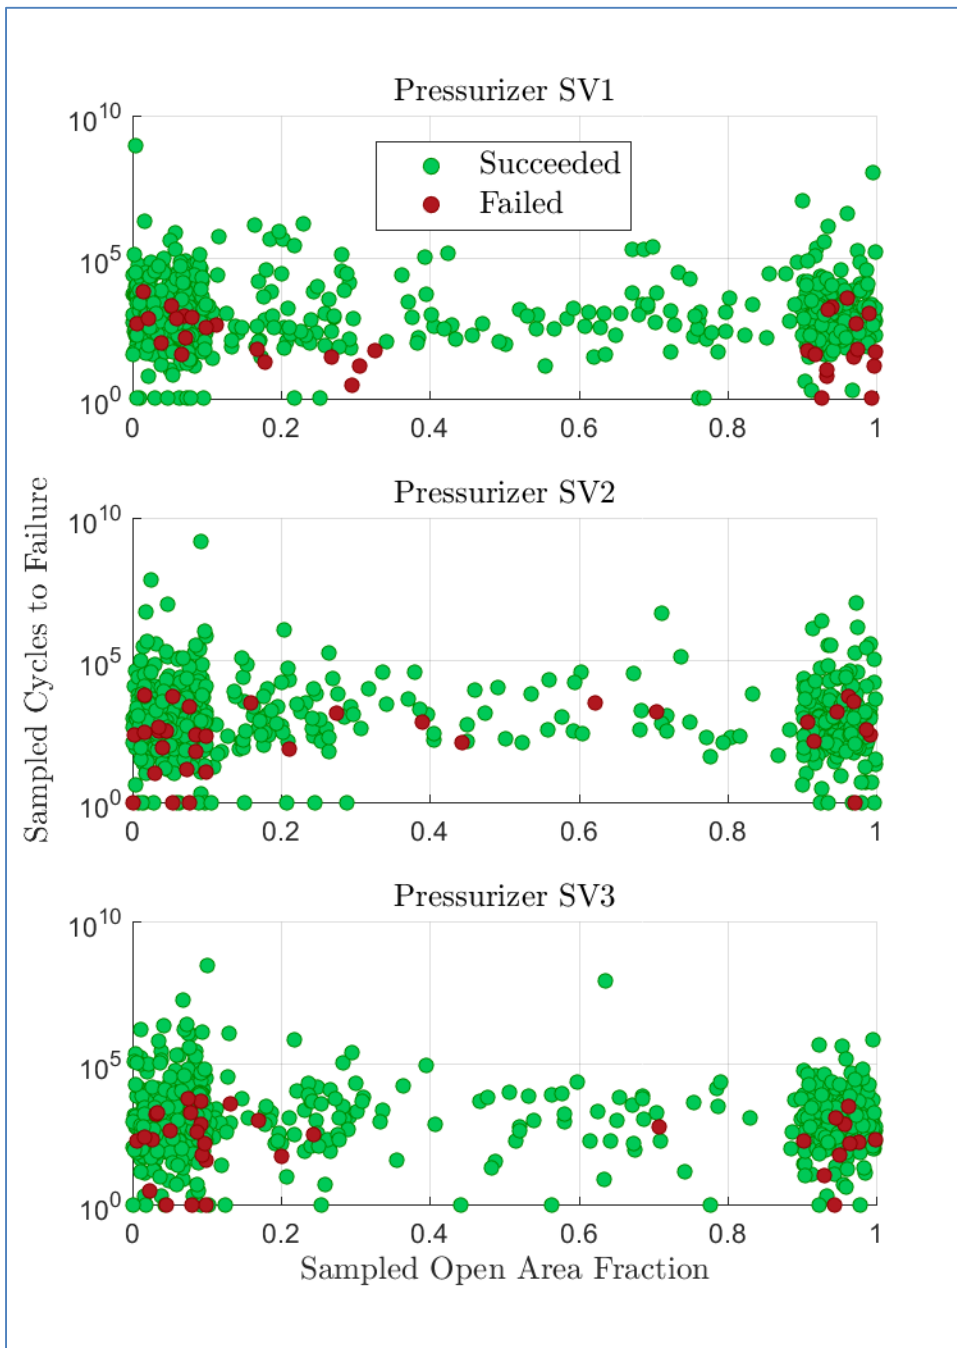 Pressurizer SV1
10^10
Succeeded
Failed
10^5
10^0
0 0.2 0.4 0.6 0.8 1
Pressurizer SV2
10^10
10^5
10^0
0 0.2 0.4 0.6 0.8 1
Sampled Cycles to Failure
Pressurizer SV3
10^10
10^5
10^0
0 0.2 0.4 0.6 0.8 1
Sampled Open Area Fraction